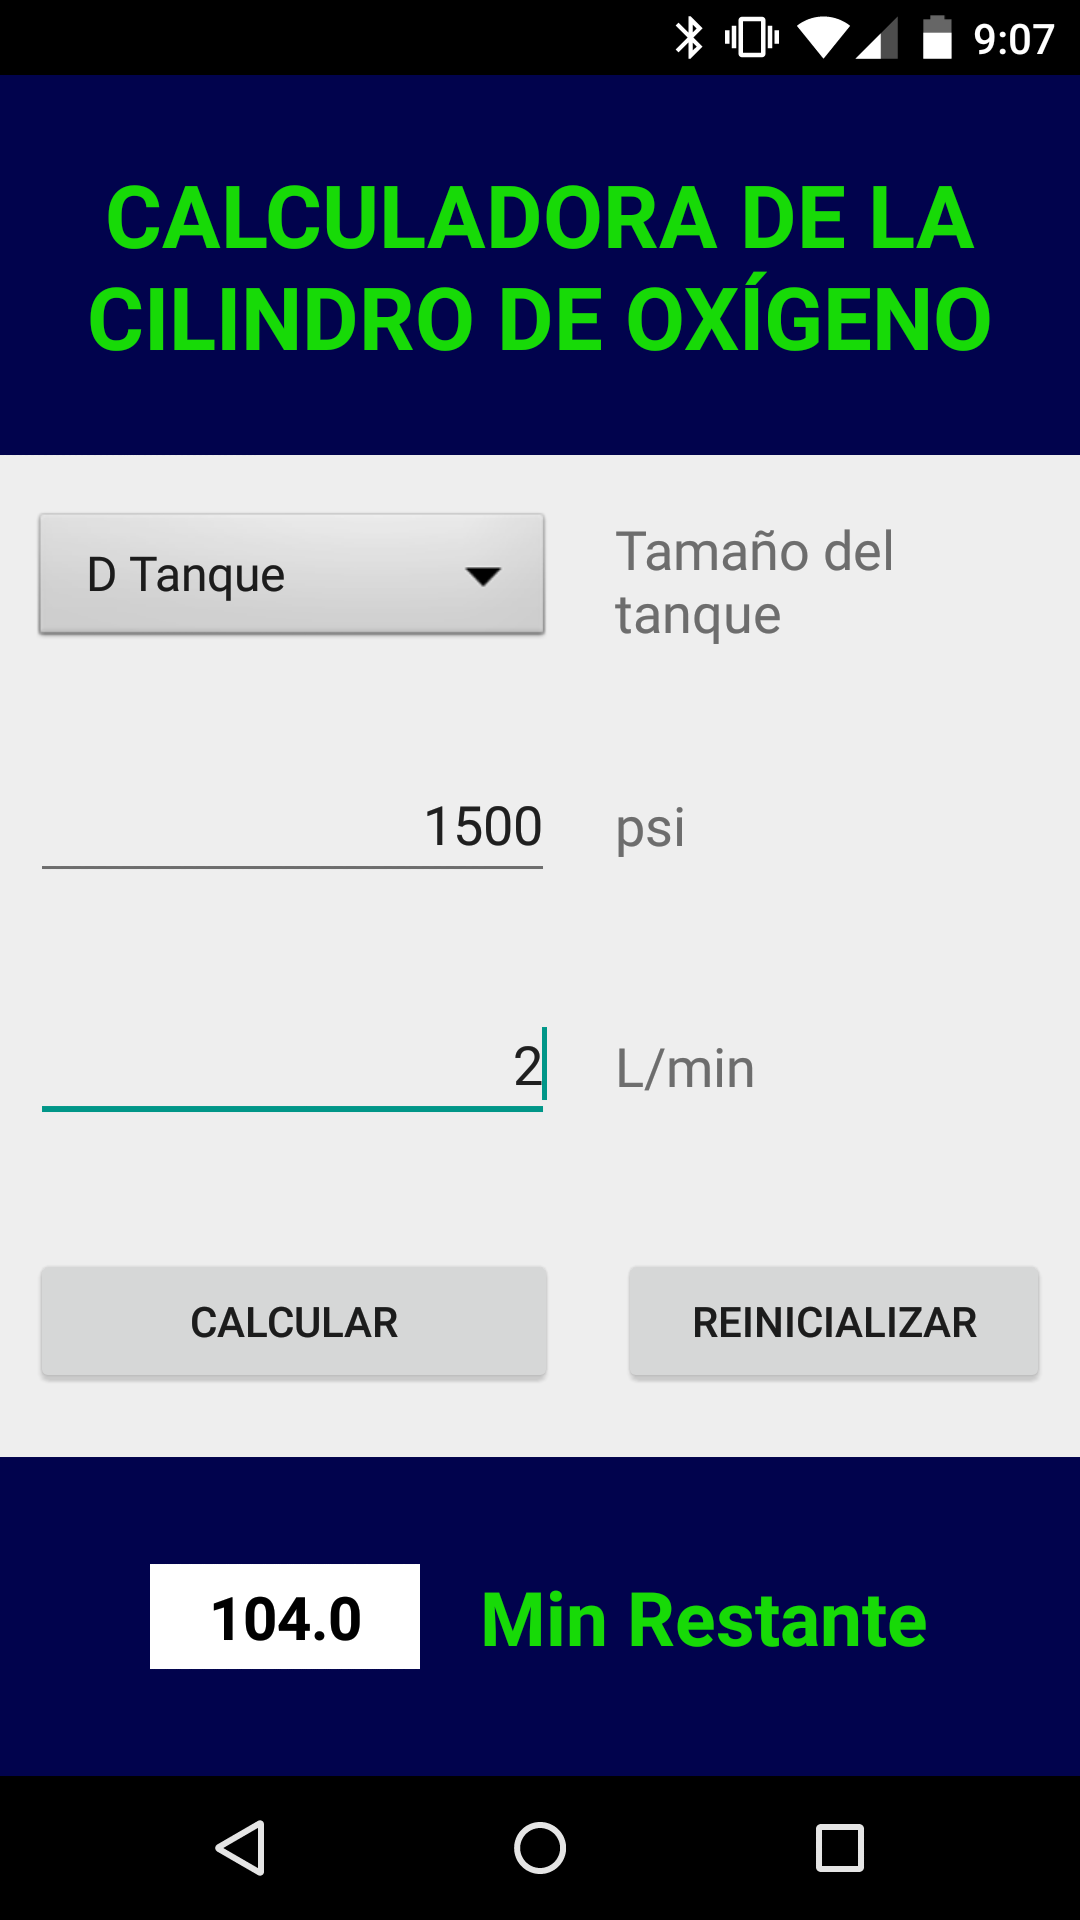 9:07
CALCULADORA DE LA
CILINDRO DE OXÍGENO
D Tanque
Tamaño del
tanque
1500 psi
2 L/min
CALCULAR REINICIALIZAR
104.0 Min Restante